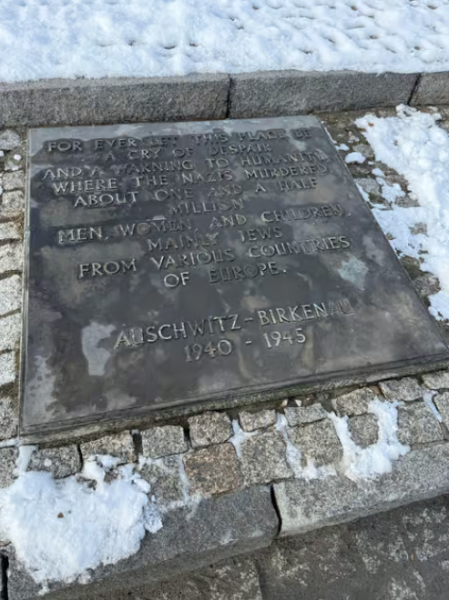 FOR EVER LET THIS PLACE BE
A CRY OF DESPAIR
AND A WARNING TO HUMANITY,
WHERE THE NAZIS MURDERED
ABOUT ONE AND A HALF
MILLION
MEN, WOMEN, AND CHILDREN,
MAINLY JEWS
FROM VARIOUS COUNTRIES
OF EUROPE.
AUSCHWITZ-BIRKENAU
1940 - 1945